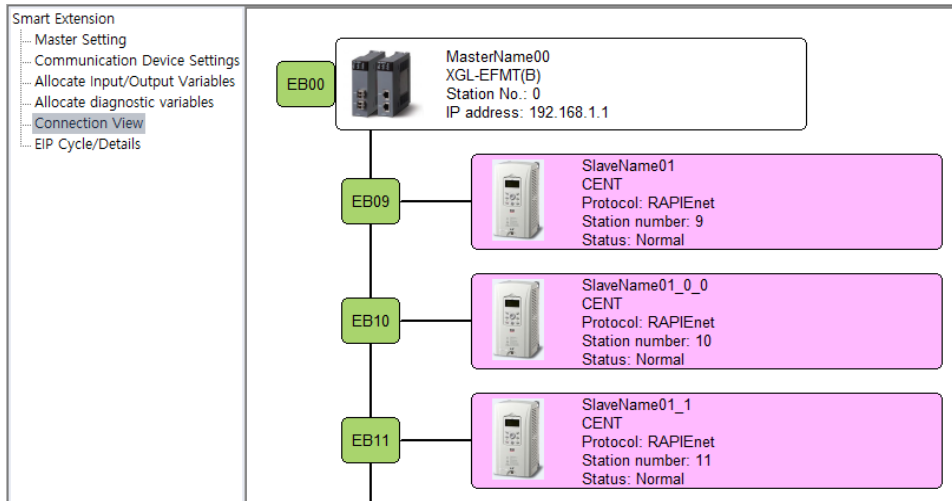 Smart Extension
Master Setting
Communication Device Settings
Allocate Input/Output Variables
Allocate diagnostic variables
Connection View
EIP Cycle/Details
EB00
MasterName00
XGL-EFMT(B)
Station No.: 0
IP address: 192.168.1.1
EB09
SlaveName01
CENT
Protocol: RAPIEnet
Station number: 9
Status: Normal
EB10
SlaveName01_0_0
CENT
Protocol: RAPIEnet
Station number: 10
Status: Normal
EB11
SlaveName01_1
CENT
Protocol: RAPIEnet
Station number: 11
Status: Normal